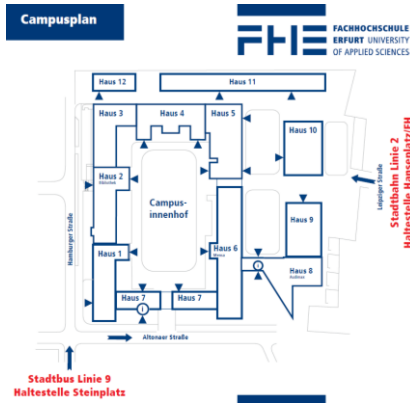 Campusplan
FACHHOCHSCHULE
ERFURT UNIVERSITY
OF APPLIED SCIENCES
Haus 12
Haus 11
Haus 3
Haus 4
Haus 5
Haus 10
Haus 2
Bibliothek
Campus-
innenhof
Haus 9
Haus 1
Haus 6
Mensa
Haus 8
Haus 7
Haus 7
i
i
Hamburger Straße
Altonaer Straße
Leipziger Straße
Stadtbahn Linie 2
Haltestelle Hanseplatz/FH
Stadtbus Linie 9
Haltestelle Steinplatz